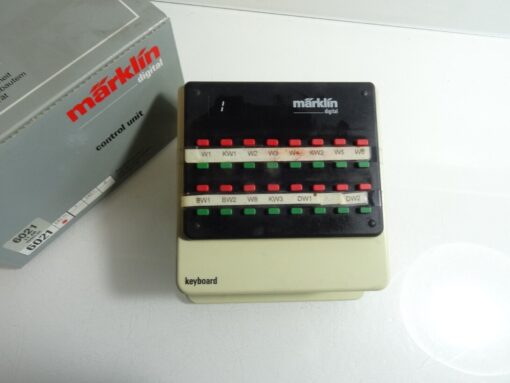 märklin
digital
control unit
6021
6021
märklin
digital
W1 KW1 W2 W3 W4 KW2 W5
BW1 BW2 W8 KW3 DW1 DW2
keyboard